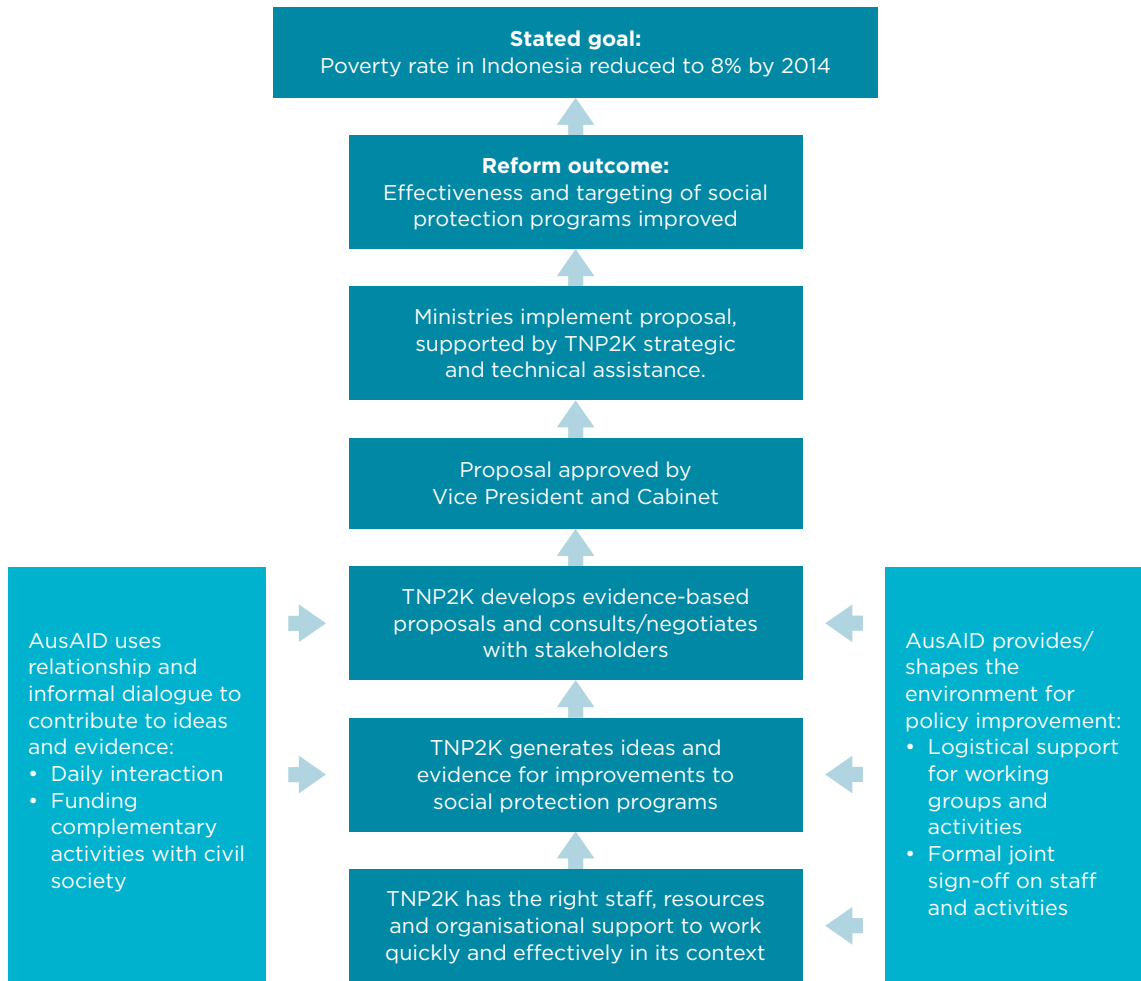 Stated goal:
Poverty rate in Indonesia reduced to 8% by 2014
Reform outcome:
Effectiveness and targeting of social
protection programs improved
Ministries implement proposal,
supported by TNP2K strategic
and technical assistance.
Proposal approved by
Vice President and Cabinet
TNP2K develops evidence-based
proposals and consults/negotiates
with stakeholders
TNP2K generates ideas and
evidence for improvements to
social protection programs
TNP2K has the right staff, resources
and organisational support to work
quickly and effectively in its context
AusAID uses
relationship and
informal dialogue to
contribute to ideas
and evidence:
• Daily interaction
• Funding
complementary
activities with civil
society
AusAID provides/
shapes the
environment for
policy improvement:
• Logistical support
for working
groups and
activities
• Formal joint
sign-off on staff
and activities